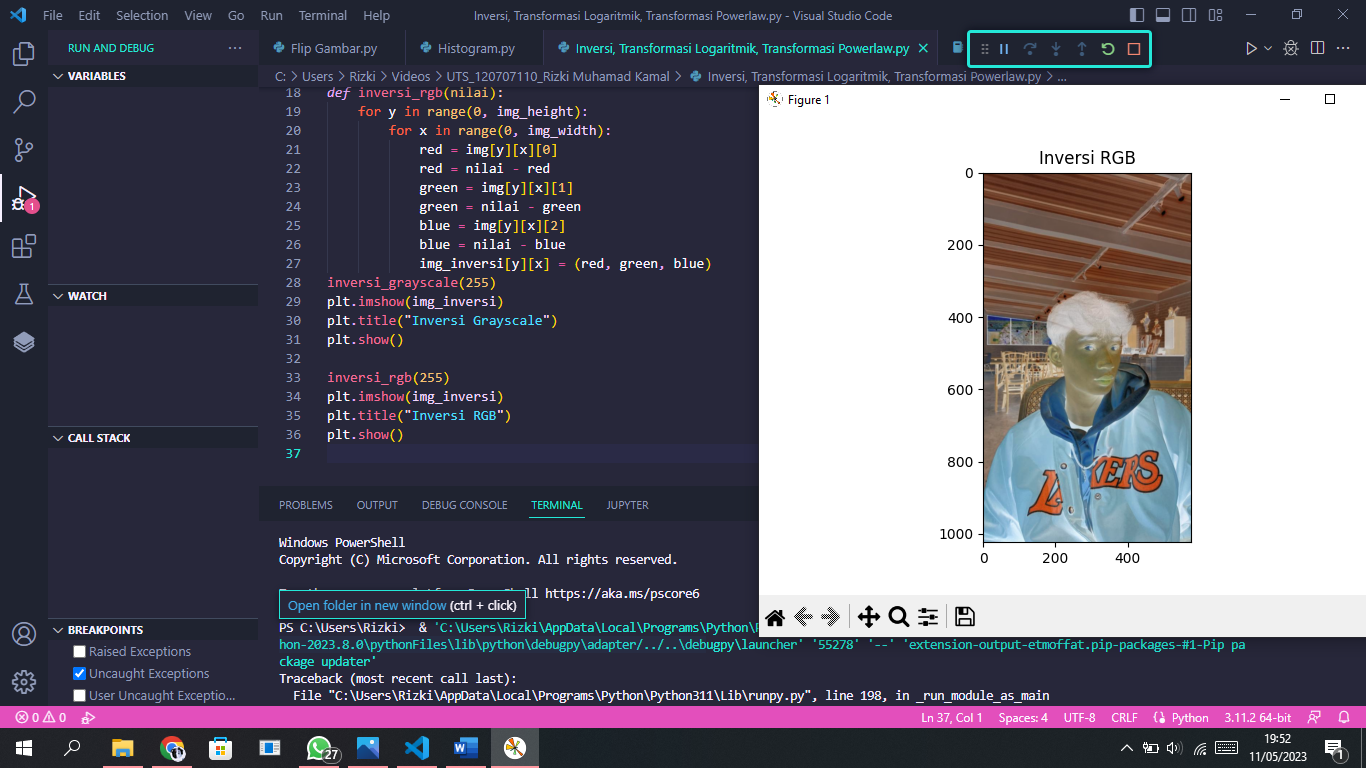 File Edit Selection View Go Run Terminal Help Inversi, Transformasi Logaritmik, Transformasi Powerlaw.py - Visual Studio Code
RUN AND DEBUG ... Flip Gambar.py Histogram.py Inversi, Transformasi Logaritmik, Transformasi Powerlaw.py
C: > Users > Rizki > Videos > UTS_120707110_Rizki Muhamad Kamal > Inversi, Transformasi Logaritmik, Transformasi Powerlaw.py > ...
VARIABLES
WATCH
CALL STACK
BREAKPOINTS
Raised Exceptions
Uncaught Exceptions
User Uncaught Exceptio...
1
18 def inversi_rgb(nilai):
19 for y in range(0, img_height):
20 for x in range(0, img_width):
21 red = img[y][x][0]
22 red = nilai - red
23 green = img[y][x][1]
24 green = nilai - green
25 blue = img[y][x][2]
26 blue = nilai - blue
27 img_inversi[y][x] = (red, green, blue)
28 inversi_grayscale(255)
29 plt.imshow(img_inversi)
30 plt.title("Inversi Grayscale")
31 plt.show()
32
33 inversi_rgb(255)
34 plt.imshow(img_inversi)
35 plt.title("Inversi RGB")
36 plt.show()
37
Figure 1
Inversi RGB
0
200
400
600
800
1000
0 200 400
LAKERS
PROBLEMS OUTPUT DEBUG CONSOLE TERMINAL JUPYTER
Windows PowerShell
Copyright (C) Microsoft Corporation. All rights reserved.
https://aka.ms/pscore6
Open folder in new window (ctrl + click)
PS C:\Users\Rizki> & 'C:\Users\Rizki\AppData\Local\Programs\Python\
hon-2023.8.0\pythonFiles\lib\python\debugpy\adapter/../..\debugpy\launcher' '55278' '--' 'extension-output-etmoffat.pip-packages-#1-Pip pa
ckage updater'
Traceback (most recent call last):
File "C:\Users\Rizki\AppData\Local\Programs\Python\Python311\Lib\runpy.py", line 198, in _run_module_as_main
0 0 Ln 37, Col 1 Spaces: 4 UTF-8 CRLF Python 3.11.2 64-bit
27 19:52
11/05/2023 1